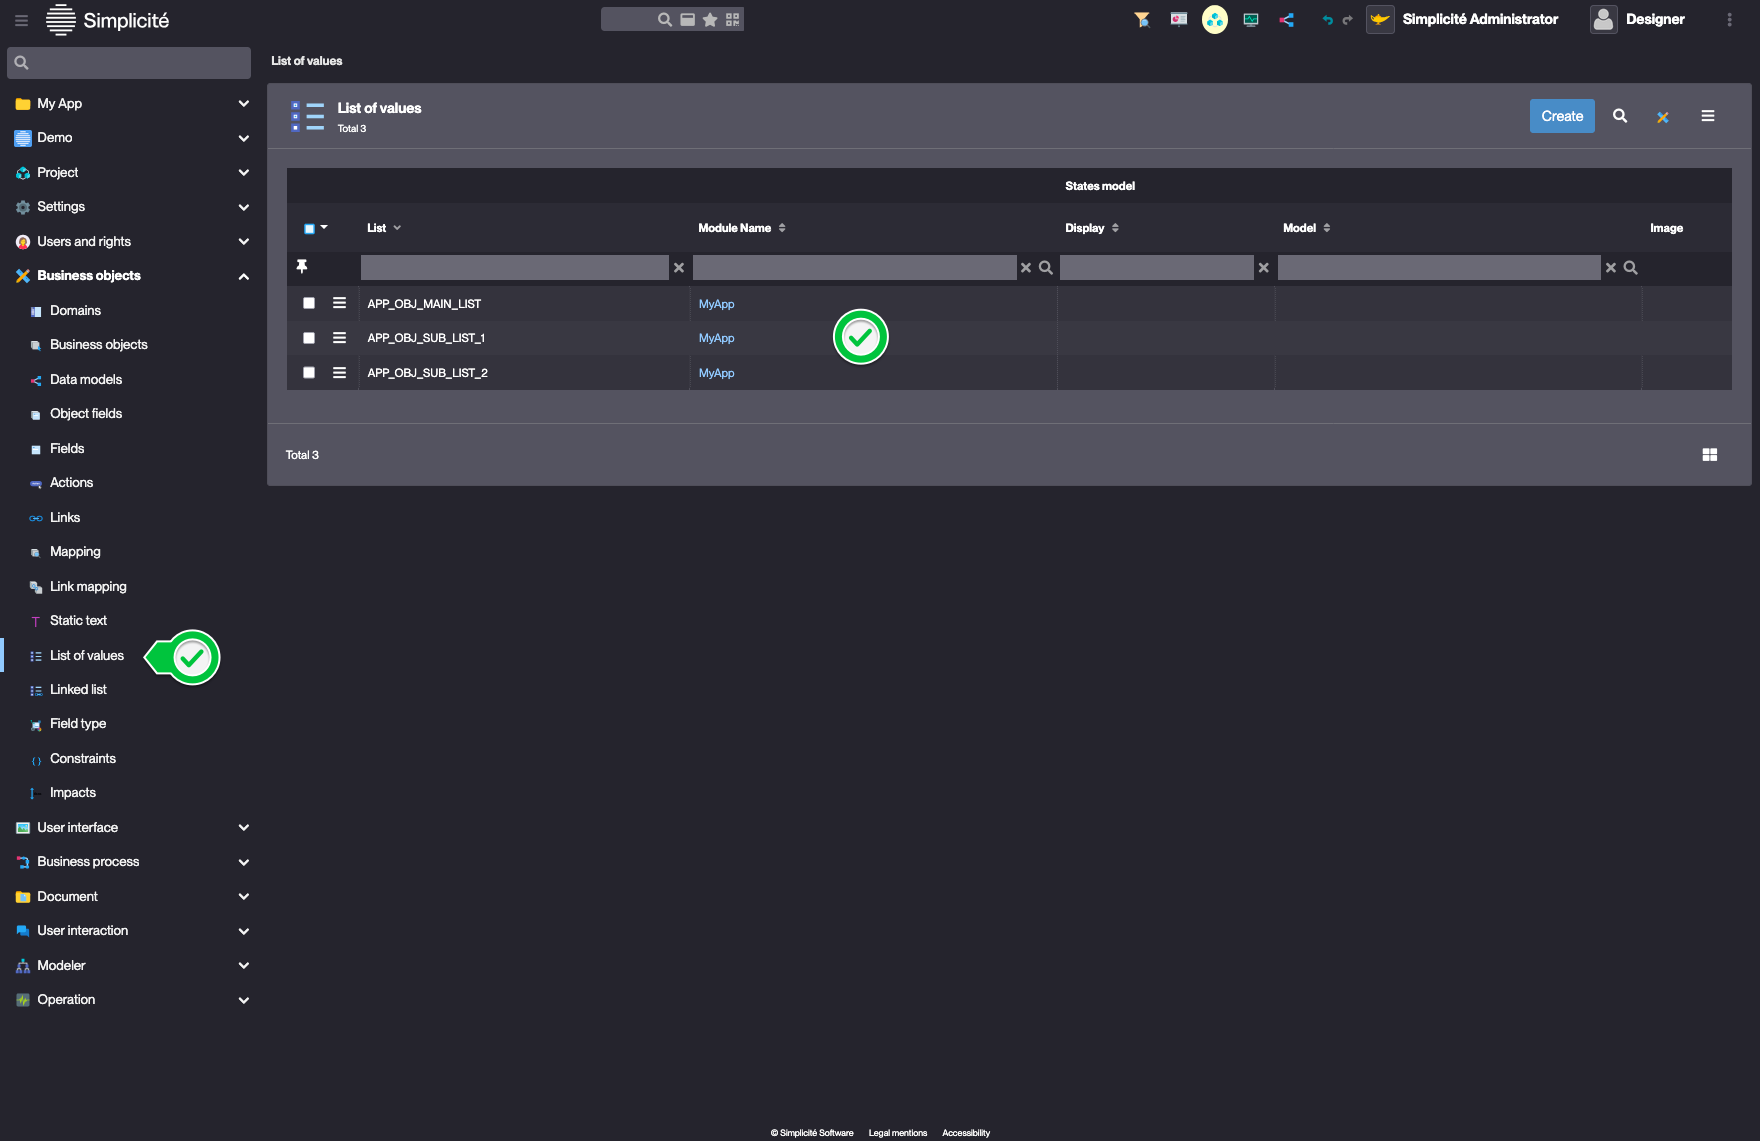 Simplicité
Simplicité Administrator
Designer
My App
Demo
Project
Settings
Users and rights
Business objects
Domains
Business objects
Data models
Object fields
Fields
Actions
Links
Mapping
Link mapping
Static text
List of values
Linked list
Field type
Constraints
Impacts
User interface
Business process
Document
User interaction
Modeler
Operation
List of values
List of values
Total 3
Create
States model
List
Module Name
Display
Model
Image
APP_OBJ_MAIN_LIST
MyApp
APP_OBJ_SUB_LIST_1
MyApp
APP_OBJ_SUB_LIST_2
MyApp
Total 3
© Simplicité Software
Legal mentions
Accessibility